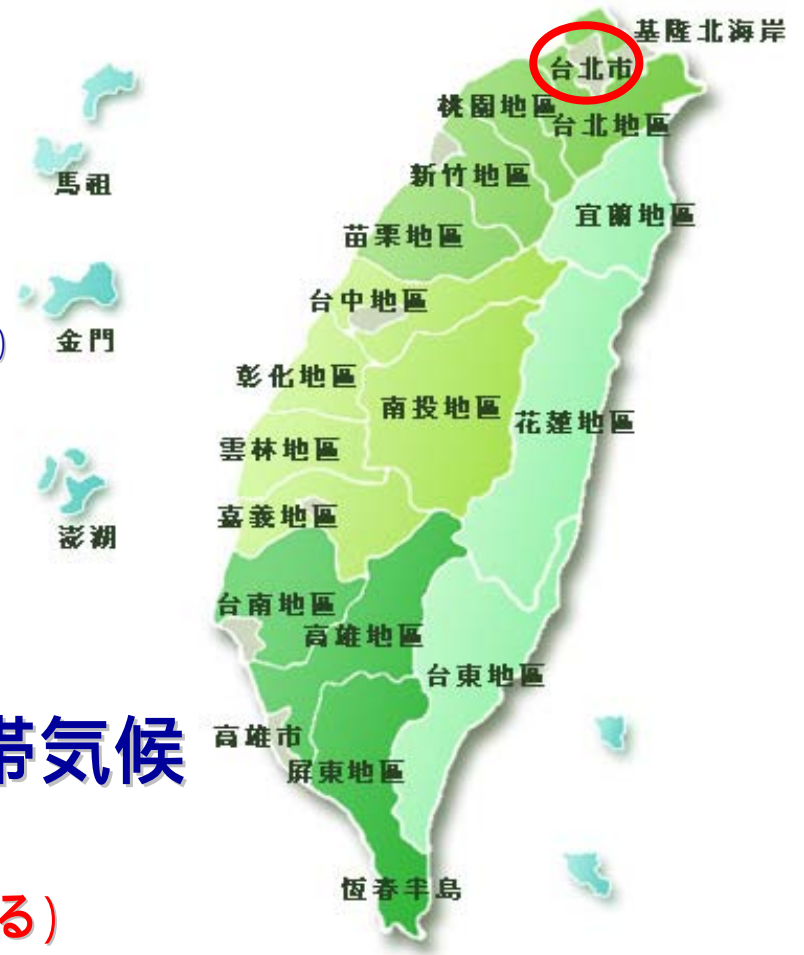 基隆北海岸
台北市
桃園地區
台北地區
馬祖
新竹地區
宜蘭地區
苗栗地區
台中地區
)
金門
彰化地區
南投地區
花蓮地區
雲林地區
嘉義地區
澎湖
台南地區
高雄地區
台東地區
帯気候
高雄市
屏東地區
恆春半島
る)